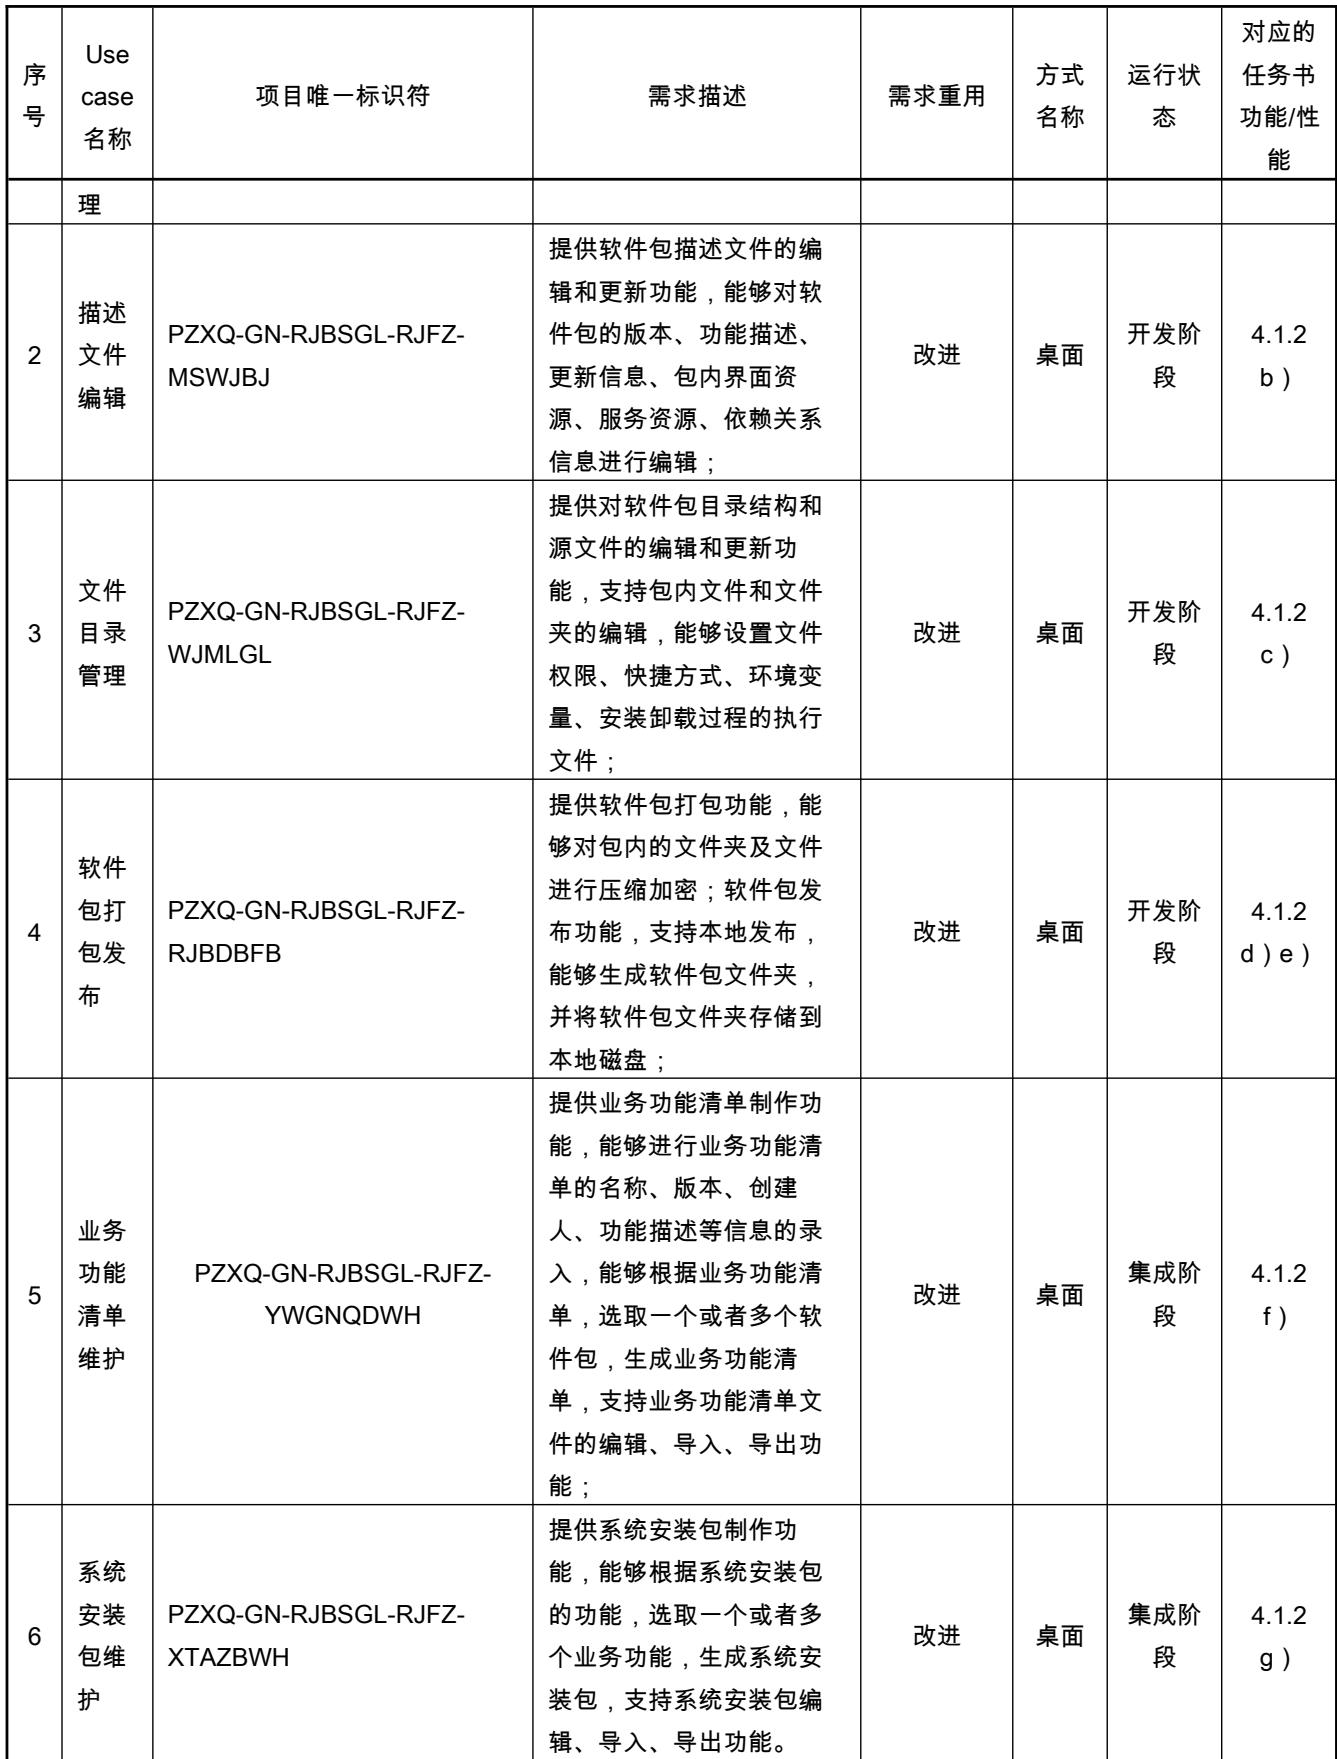 序号
Use case 名称
项目唯一标识符
需求描述
需求重用
方式名称
运行状态
对应的任务书功能/性能
理
2
描述
文件
编辑
PZXQ-GN-RJBSGL-RJFZ-
MSWJBJ
提供软件包描述文件的编
辑和更新功能，能够对软
件包的版本、功能描述、
更新信息、包内界面资
源、服务资源、依赖关系
信息进行编辑；
改进
桌面
开发阶
段
4.1.2
b）
3
文件
目录
管理
PZXQ-GN-RJBSGL-RJFZ-
WJMLGL
提供对软件包目录结构和
源文件的编辑和更新功
能，支持包内文件和文件
夹的编辑，能够设置文件
权限、快捷方式、环境变
量、安装卸载过程的执行
文件；
改进
桌面
开发阶
段
4.1.2
c）
4
软件
包打
包发
布
PZXQ-GN-RJBSGL-RJFZ-
RJBDBFB
提供软件包打包功能，能
够对包内的文件夹及文件
进行压缩加密；软件包发
布功能，支持本地发布，
能够生成软件包文件夹，
并将软件包文件夹存储到
本地磁盘；
改进
桌面
开发阶
段
4.1.2
d）e）
5
业务
功能
清单
维护
PZXQ-GN-RJBSGL-RJFZ-
YWGNQDWH
提供业务功能清单制作功
能，能够进行业务功能清
单的名称、版本、创建
人、功能描述等信息的录
入，能够根据业务功能清
单，选取一个或者多个软
件包，生成业务功能清
单，支持业务功能清单文
件的编辑、导入、导出功
能；
改进
桌面
集成阶
段
4.1.2
f）
6
系统
安装
包维
护
PZXQ-GN-RJBSGL-RJFZ-
XTAZBWH
提供系统安装包制作功
能，能够根据系统安装包
的功能，选取一个或者多
个业务功能，生成系统安
装包，支持系统安装包编
辑、导入、导出功能。
改进
桌面
集成阶
段
4.1.2
g）